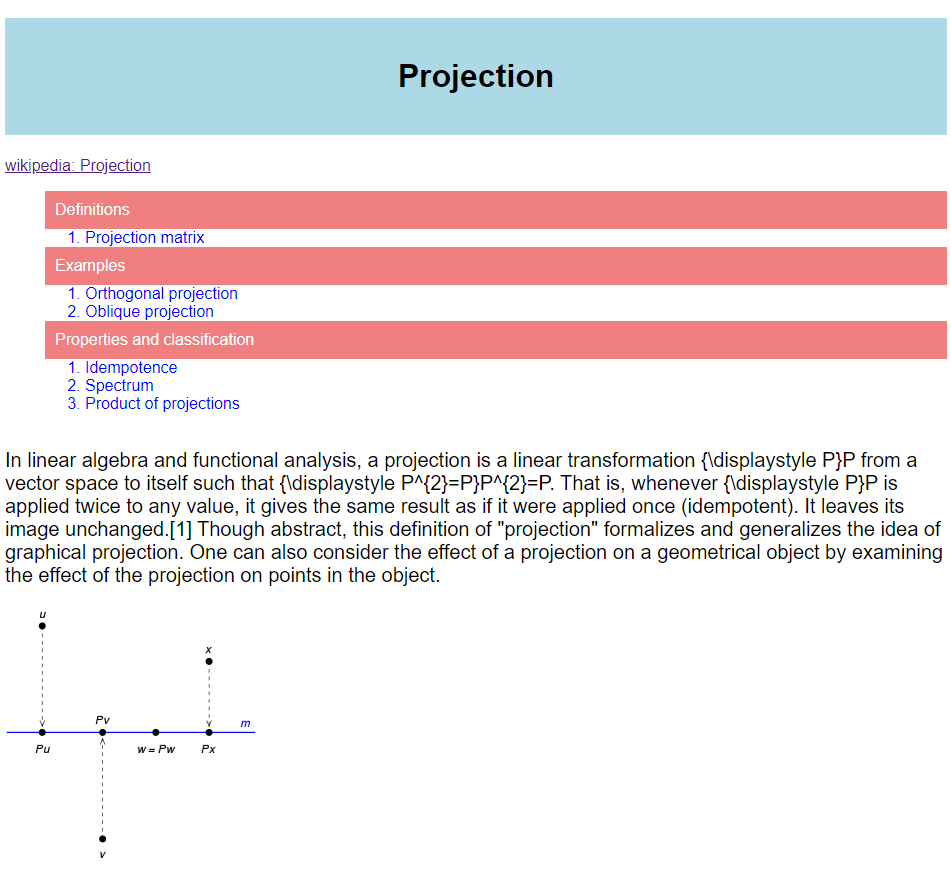 Projection
wikipedia: Projection
Definitions
1. Projection matrix
Examples
1. Orthogonal projection
2. Oblique projection
Properties and classification
1. Idempotence
2. Spectrum
3. Product of projections
In linear algebra and functional analysis, a projection is a linear transformation {\displaystyle P}P from a
vector space to itself such that {\displaystyle P^{2}=P}P^{2}=P. That is, whenever {\displaystyle P}P is
applied twice to any value, it gives the same result as if it were applied once (idempotent). It leaves its
image unchanged.[1] Though abstract, this definition of "projection" formalizes and generalizes the idea of
graphical projection. One can also consider the effect of a projection on a geometrical object by examining
the effect of the projection on points in the object.
u
x
Pv
m
Pu
w = Pw
Px
v